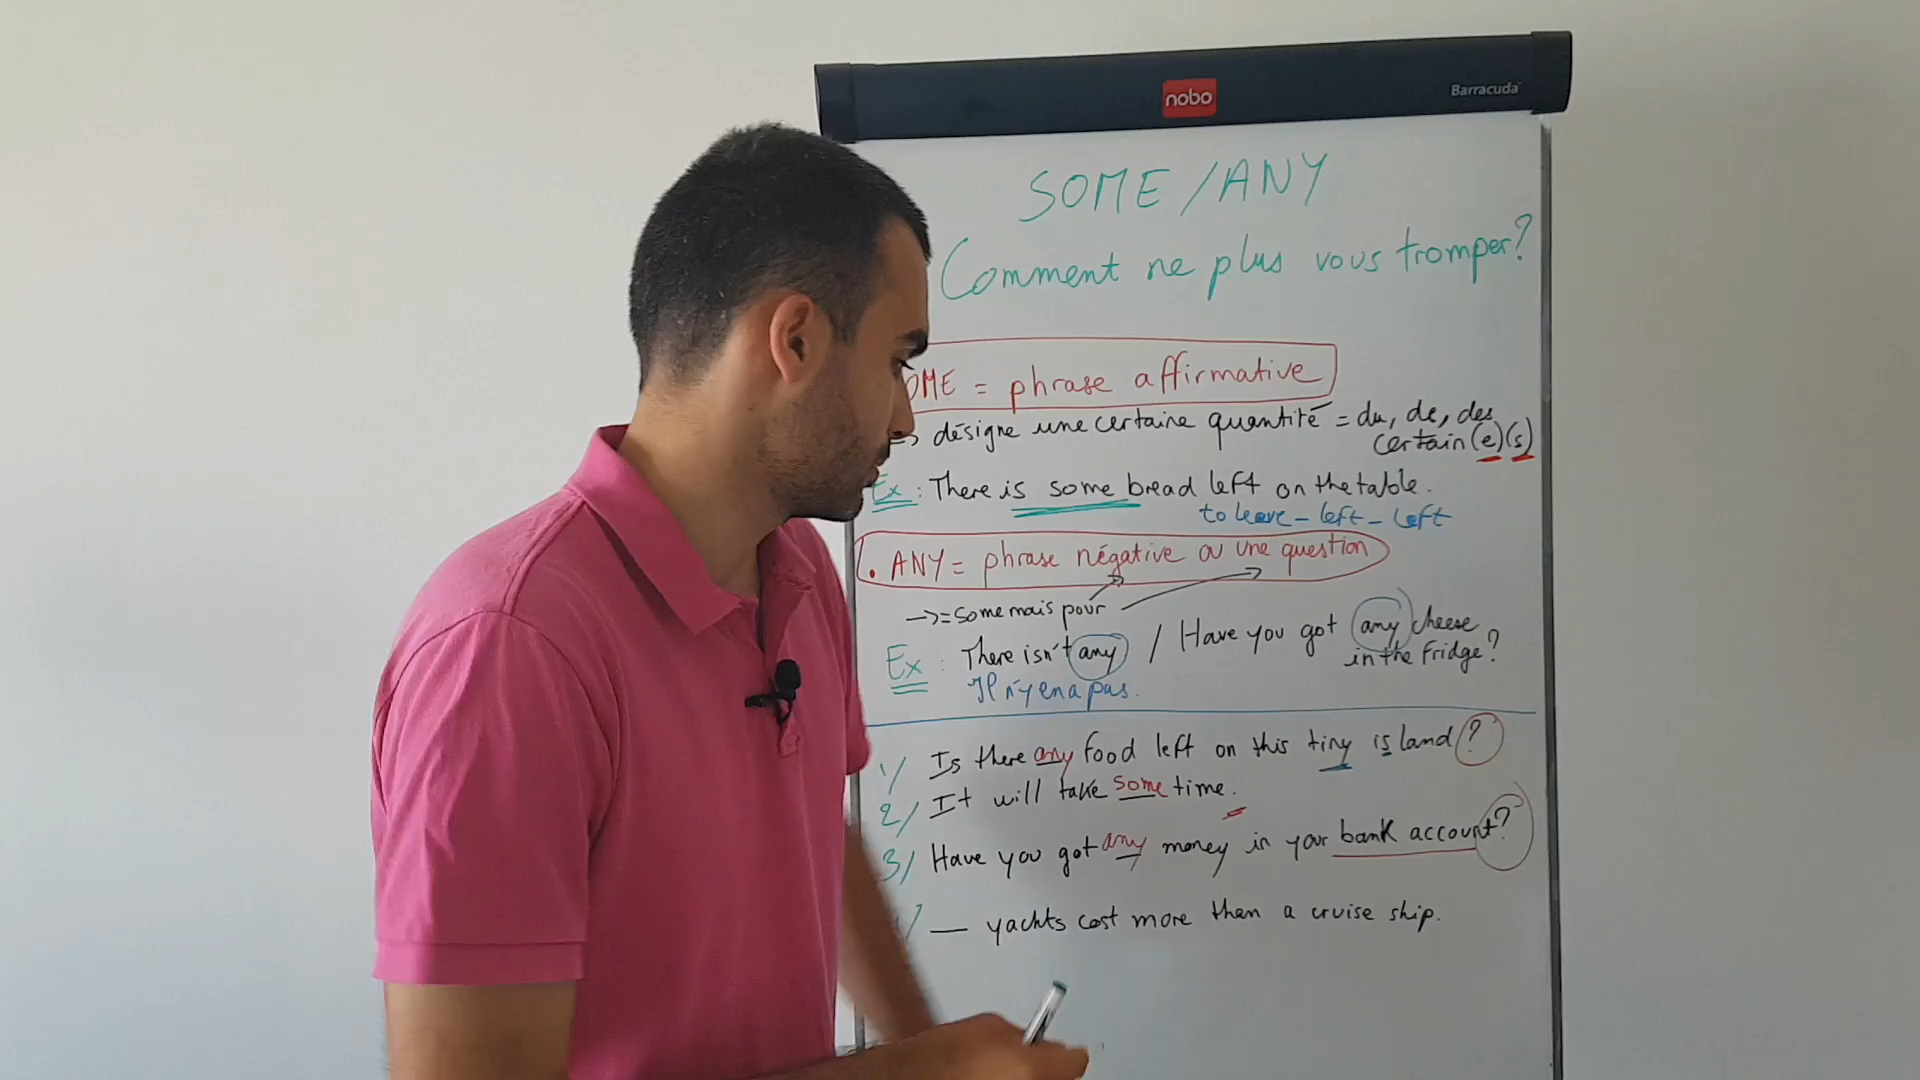 nobo
Barracuda
SOME/ANY
Comment ne plus vous tromper?
OME = phrase affirmative
→ désigne une certaine quantité = du, de, des
certain(e)(s)
Ex: There is some bread left on the table.
to leave - left - left
. ANY = phrase négative ou une question
→ = Some mais pour
Ex: There isn't any / Have you got any cheese
in the fridge?
Il n'y en a pas.
1/ Is there any food left on this tiny island?
2/ It will take some time.
3/ Have you got any money in your bank account?
/ __ yachts cost more than a cruise ship.